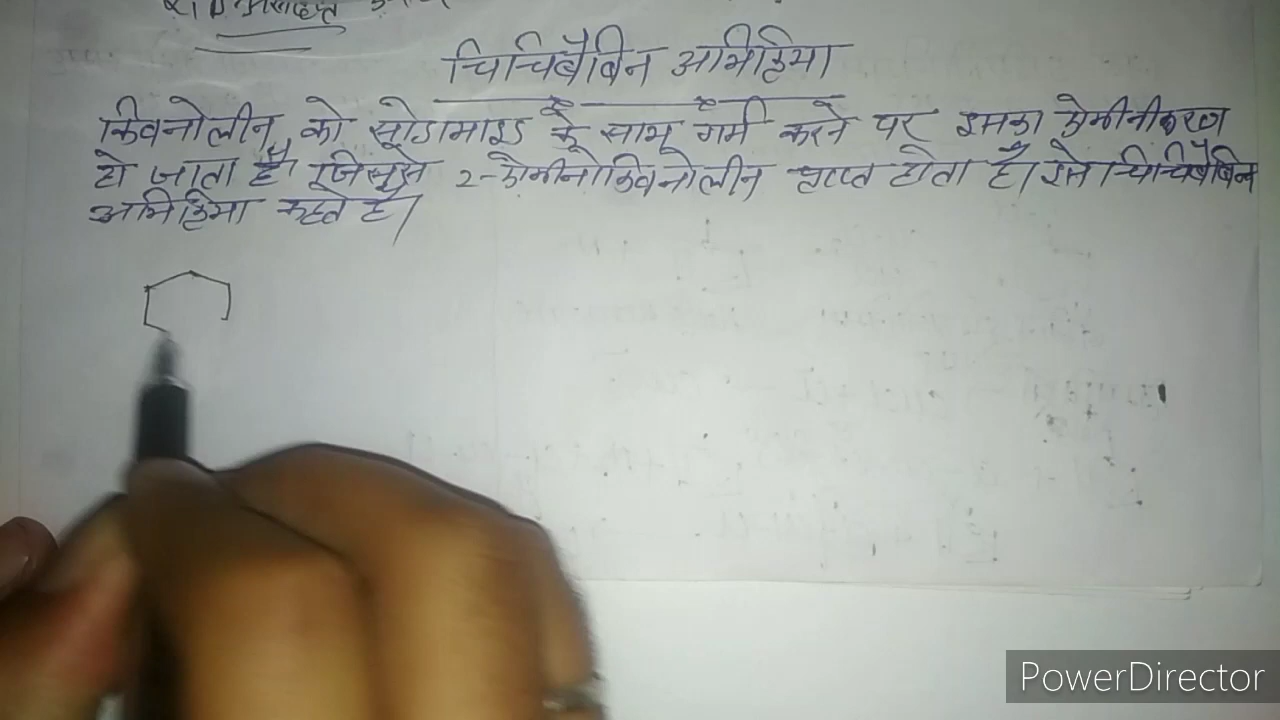 चिचिबैबिन अभिक्रिया
क्विनोलीन को सोडामाइड के साथ गर्म करने पर इसका ऐमीनीकरण
हो जाता है जिससे 2-ऐमीनोक्विनोलीन प्राप्त होता है। इसे चिचिबैबिन
अभिक्रिया कहते हैं।
PowerDirector